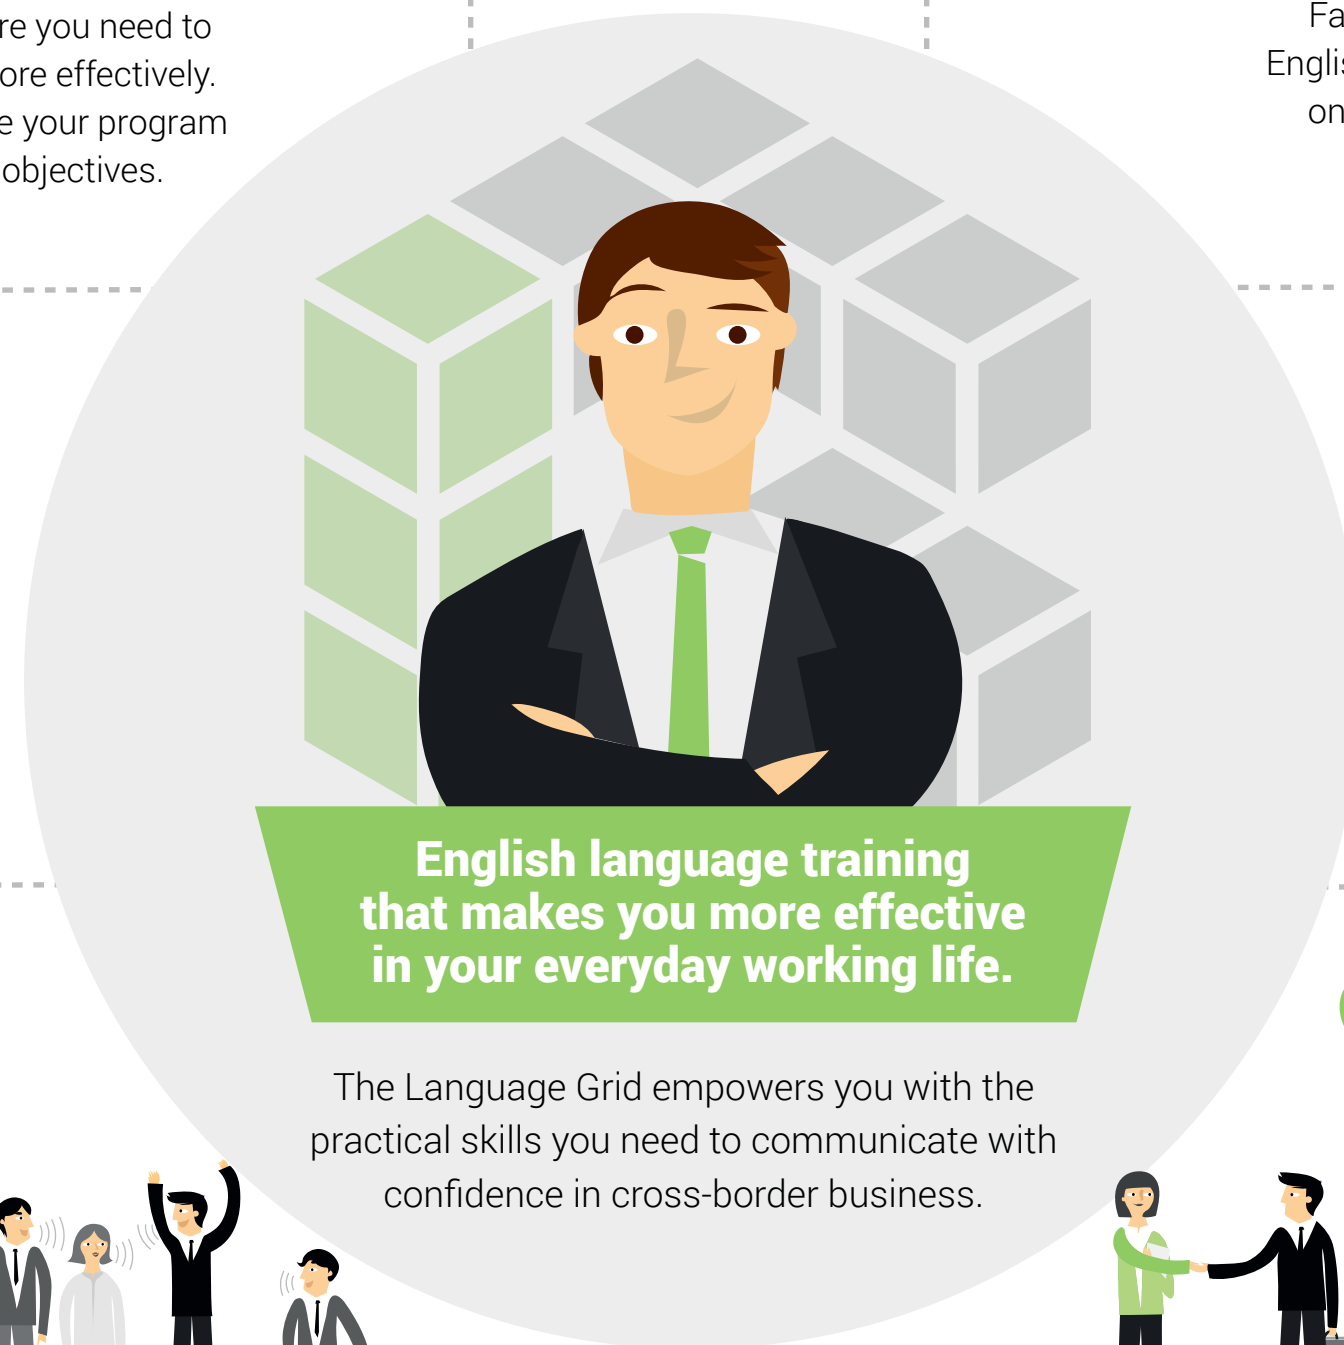 you need to
effectively.
your program
objectives.
English language training
that makes you more effective
in your everyday working life.
The Language Grid empowers you with the
practical skills you need to communicate with
confidence in cross-border business.